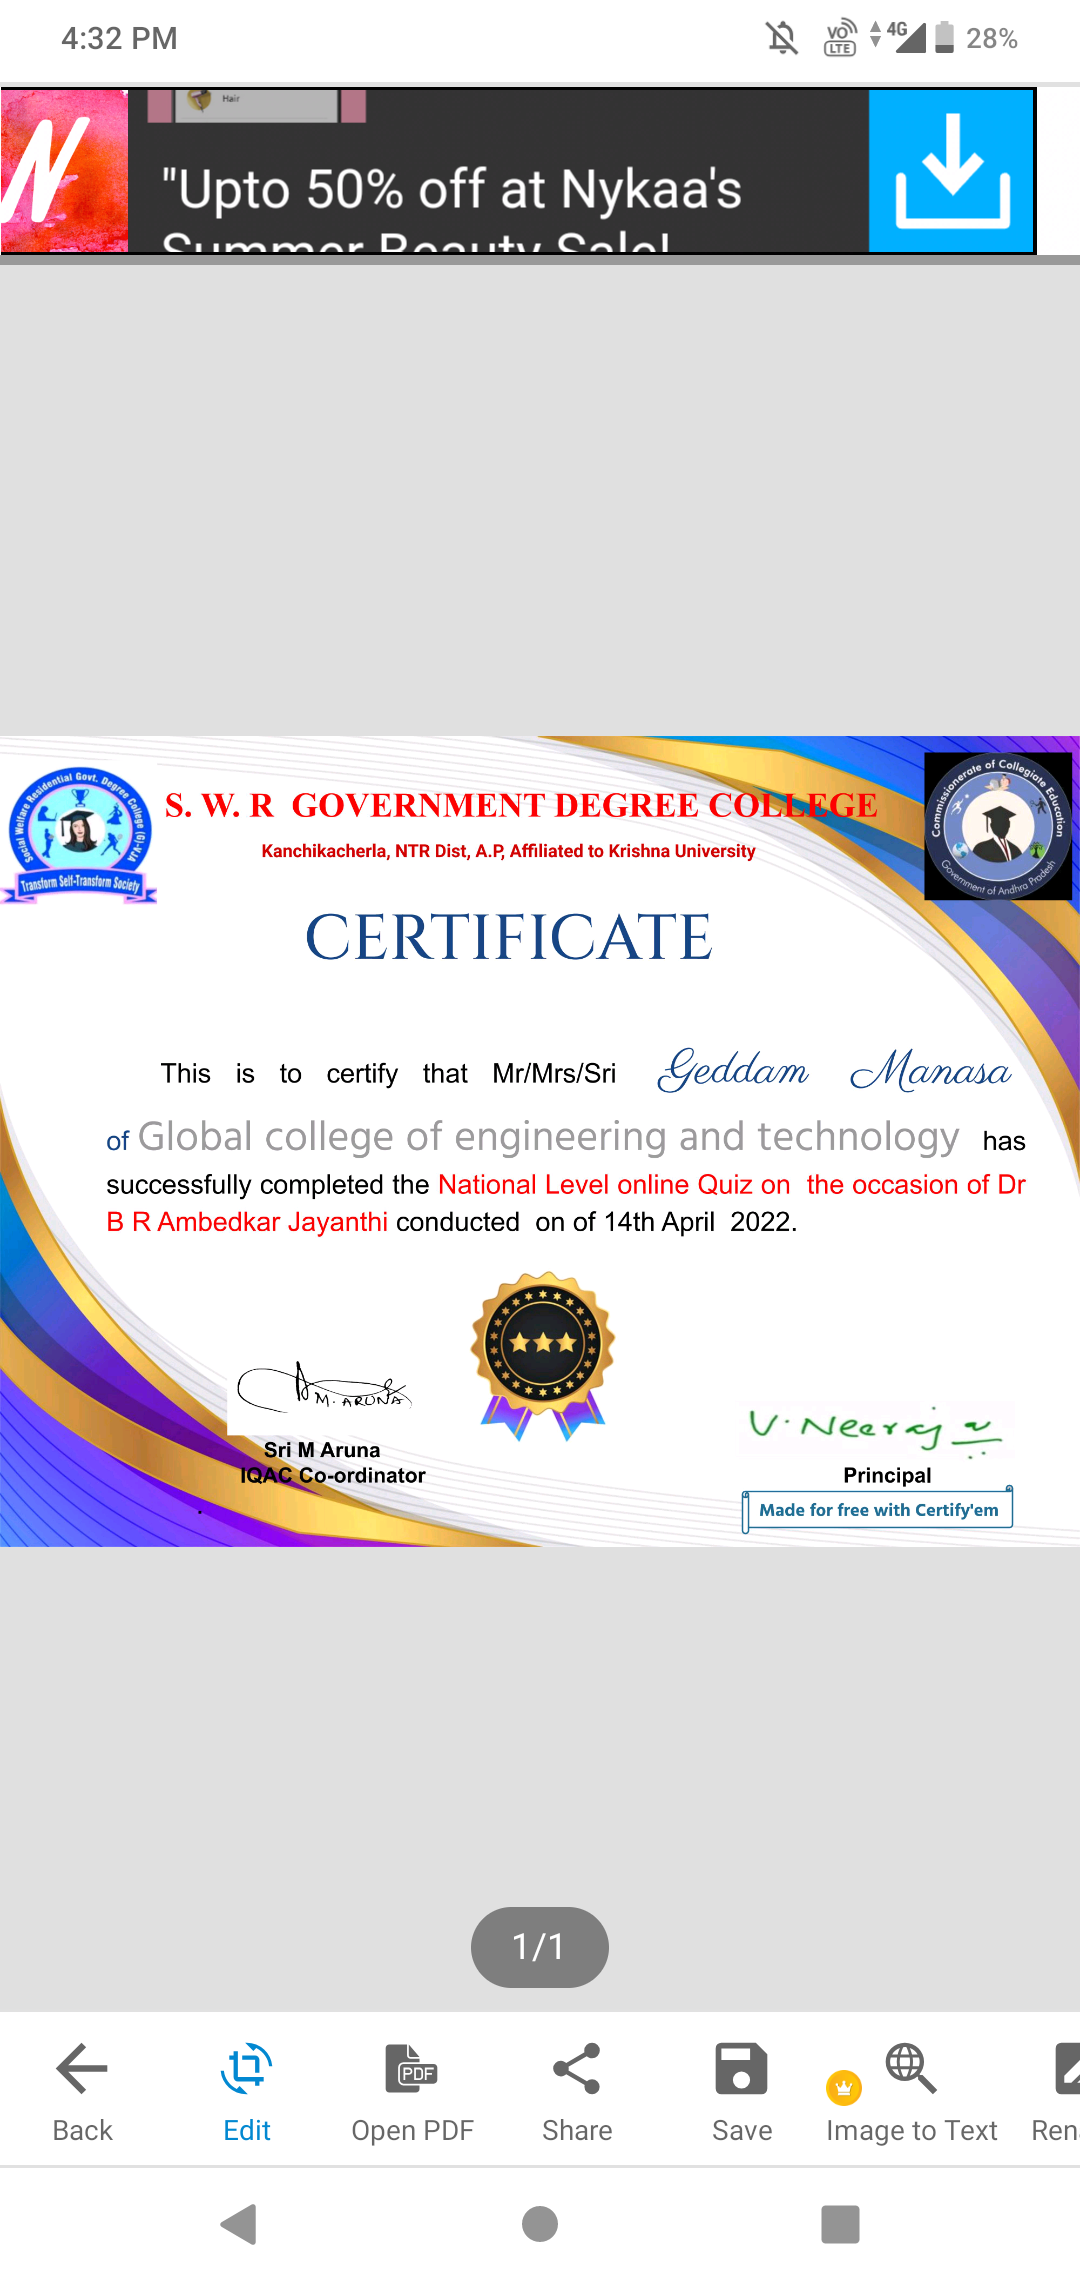 4:32 PM
VO LTE 4G 28%
N
Hair
"Upto 50% off at Nykaa's
Summer Beauty Sale!
Social Welfare Residential Govt. Degree College (G)-VJA
Transform Self-Transform Society
S. W. R GOVERNMENT DEGREE COLLEGE
Kanchikacherla, NTR Dist, A.P, Affiliated to Krishna University
Commissionerate of Collegiate Education
Government of Andhra Pradesh
CERTIFICATE
This is to certify that Mr/Mrs/Sri Geddam Manasa
of Global college of engineering and technology has
successfully completed the National Level online Quiz on the occasion of Dr
B R Ambedkar Jayanthi conducted on of 14th April 2022.
M. ARUNA
V. Neeraja
Sri M Aruna
IQAC Co-ordinator
Principal
Made for free with Certify'em
1/1
PDF
Back Edit Open PDF Share Save Image to Text Ren